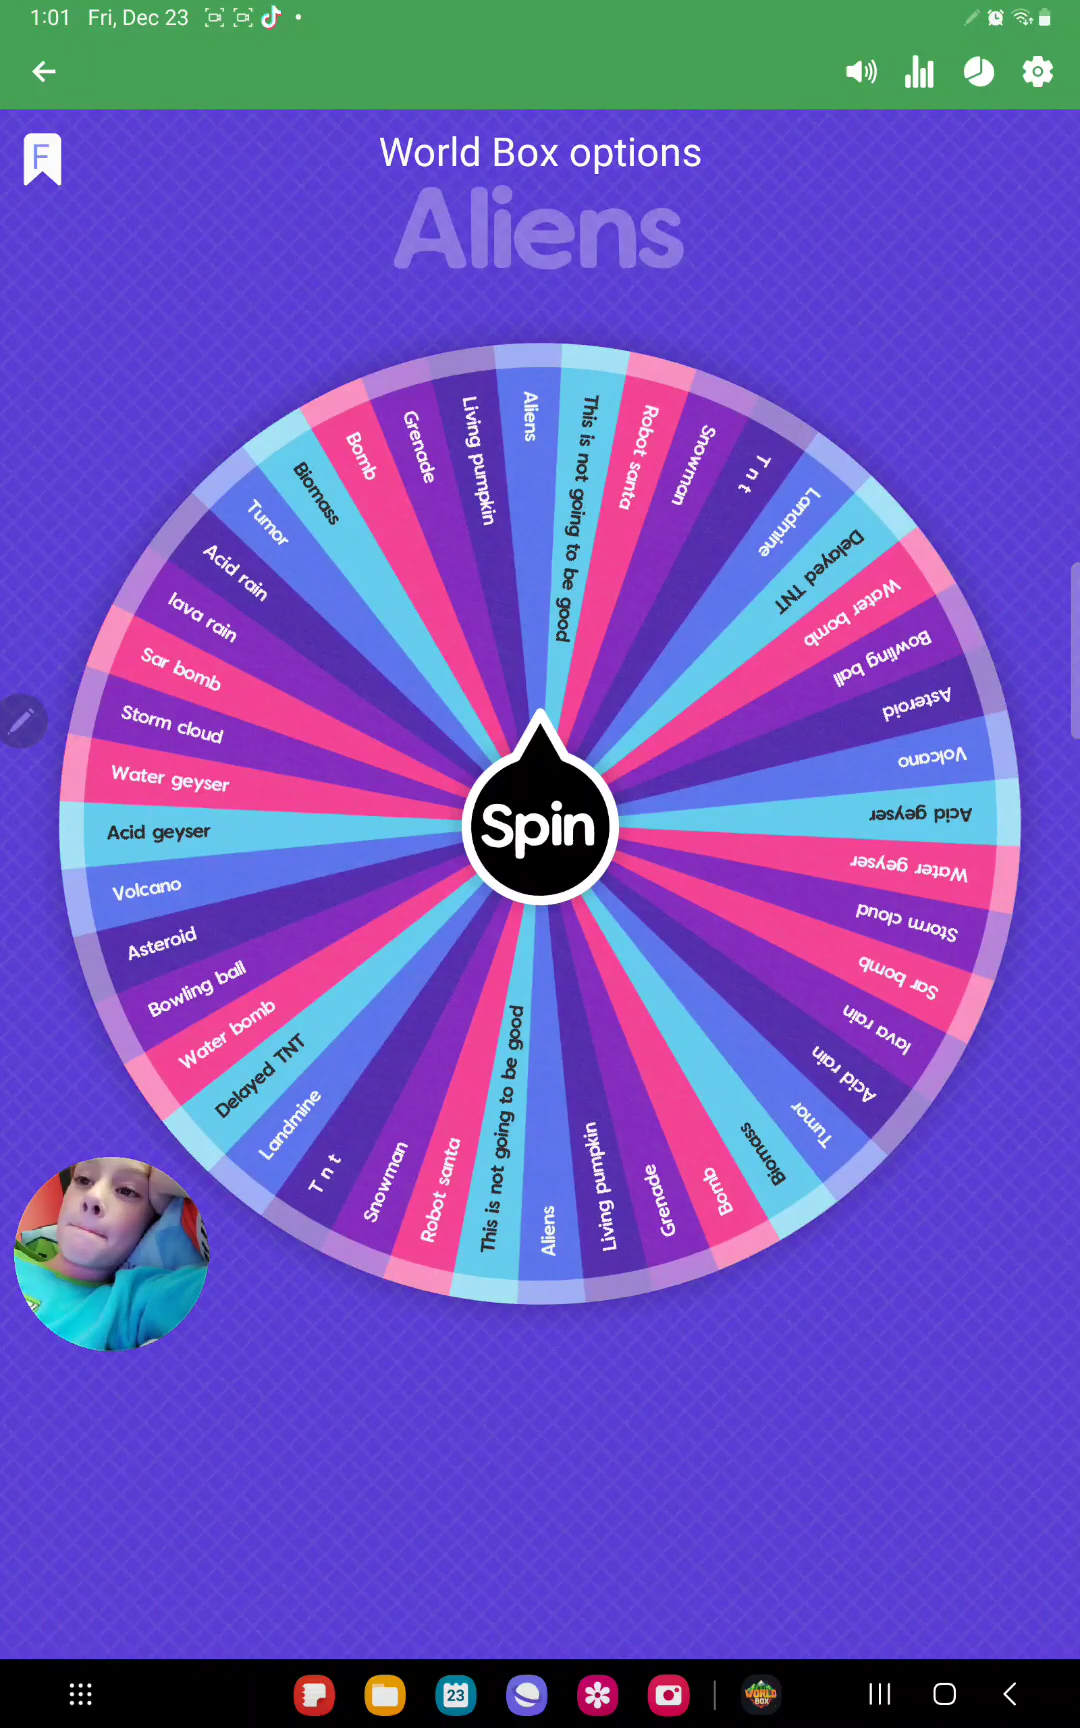 1:01 Fri, Dec 23
F
World Box options
Aliens
Aliens
This is not going to be good
Robot santa
Snowman
T n t
Landmine
Delayed TNT
Water bomb
Bowling ball
Asteroid
Volcano
Acid geyser
Water geyser
Storm cloud
Sar bomb
lava rain
Acid rain
Tumor
Biomass
Bomb
Grenade
Living pumpkin
Aliens
This is not going to be good
Robot santa
Snowman
T n t
Landmine
Delayed TNT
Water bomb
Bowling ball
Asteroid
Volcano
Acid geyser
Water geyser
Storm cloud
Sar bomb
lava rain
Acid rain
Tumor
Biomass
Bomb
Grenade
Living pumpkin
Spin
23
WORLD
BOX